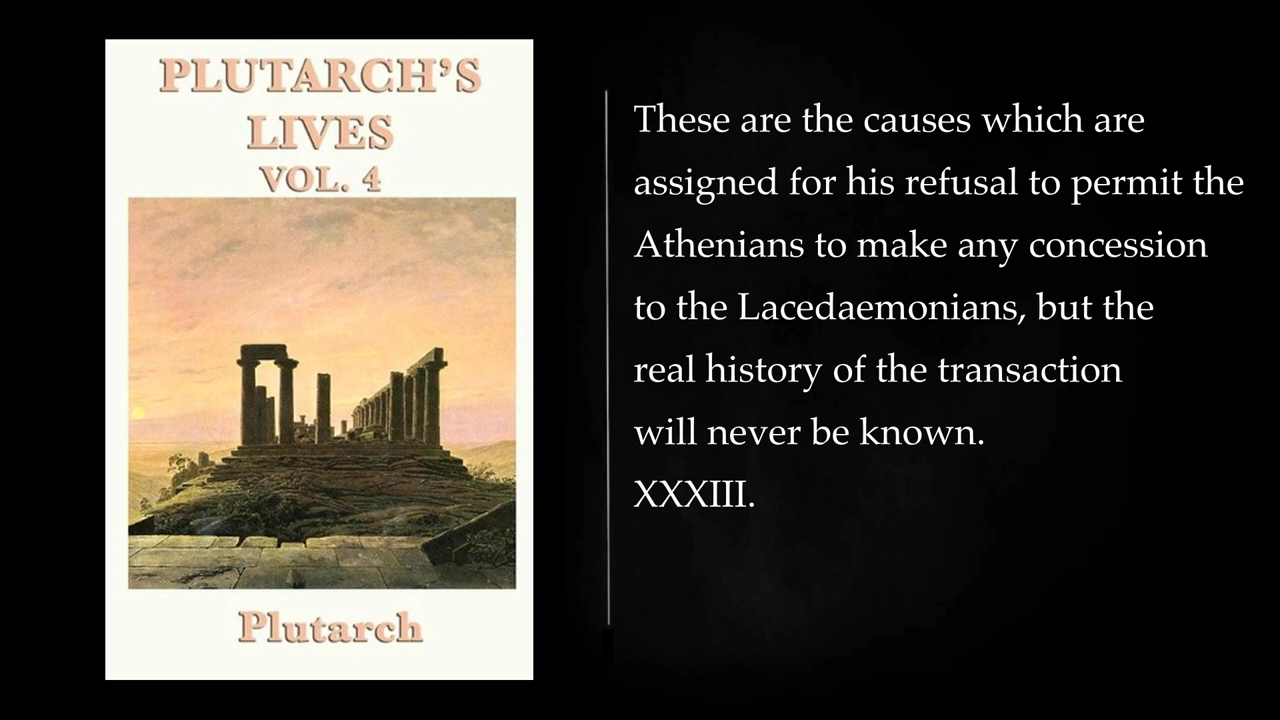 PLUTARCH'S
LIVES
VOL. 4
Plutarch
These are the causes which are
assigned for his refusal to permit the
Athenians to make any concession
to the Lacedaemonians, but the
real history of the transaction
will never be known.
XXXIII.